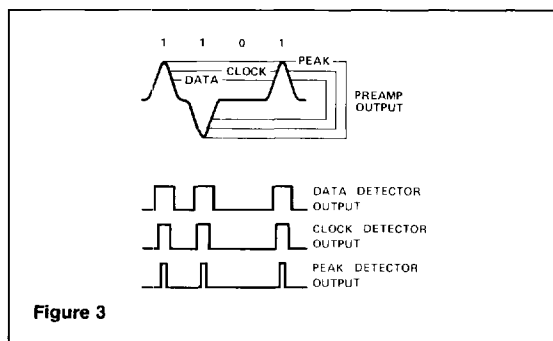 1 1 0 1
PEAK
CLOCK
DATA
PREAMP
OUTPUT
DATA DETECTOR
OUTPUT
CLOCK DETECTOR
OUTPUT
PEAK DETECTOR
OUTPUT
Figure 3